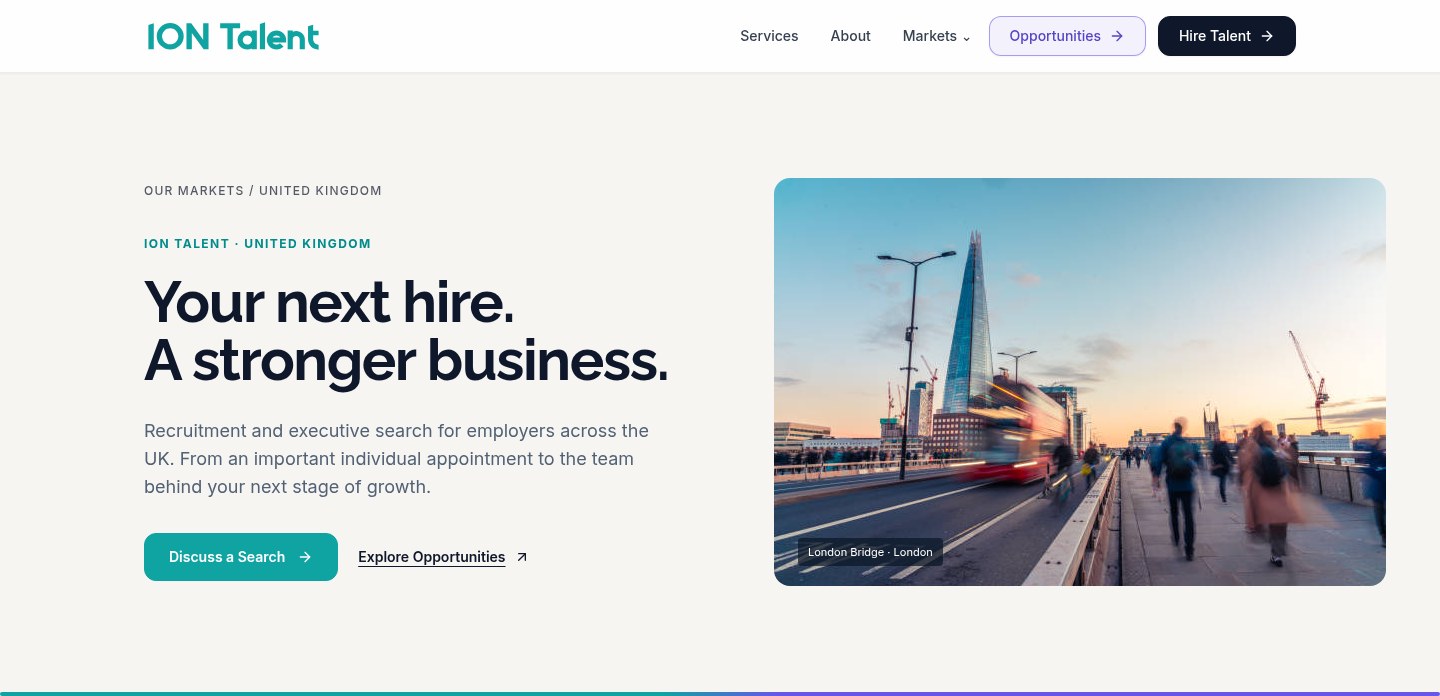 ION Talent
Services
About
Markets
Opportunities →
Hire Talent →
OUR MARKETS / UNITED KINGDOM
ION TALENT · UNITED KINGDOM
Your next hire.
A stronger business.
Recruitment and executive search for employers across the
UK. From an important individual appointment to the team
behind your next stage of growth.
Discuss a Search →
Explore Opportunities ↗
London Bridge · London